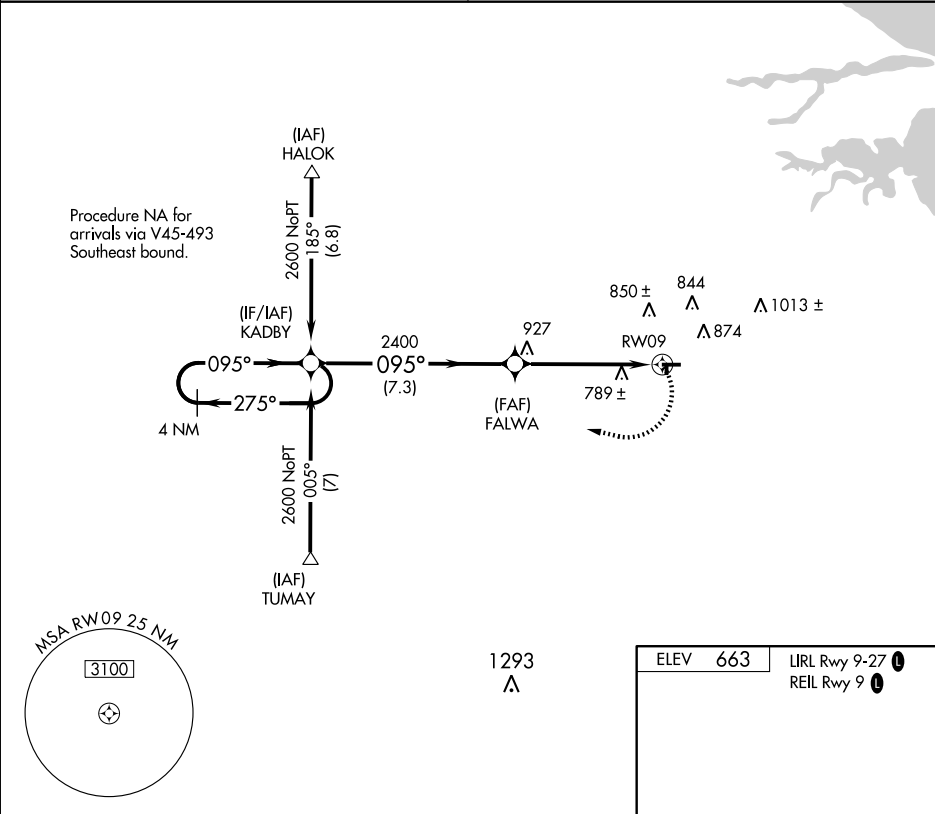 (IAF)
HALOK
Procedure NA for
arrivals via V45-493
Southeast bound.
2600 NoPT
185°
(6.8)
(IF/IAF)
KADBY
095°
275°
4 NM
2400
095°
(7.3)
927
(FAF)
FALWA
850 ±
844
1013 ±
874
RW09
789 ±
2600 NoPT
005°
(7)
(IAF)
TUMAY
MSA RW09 25 NM
3100
1293
ELEV 663
LIRL Rwy 9-27 L
REIL Rwy 9 L